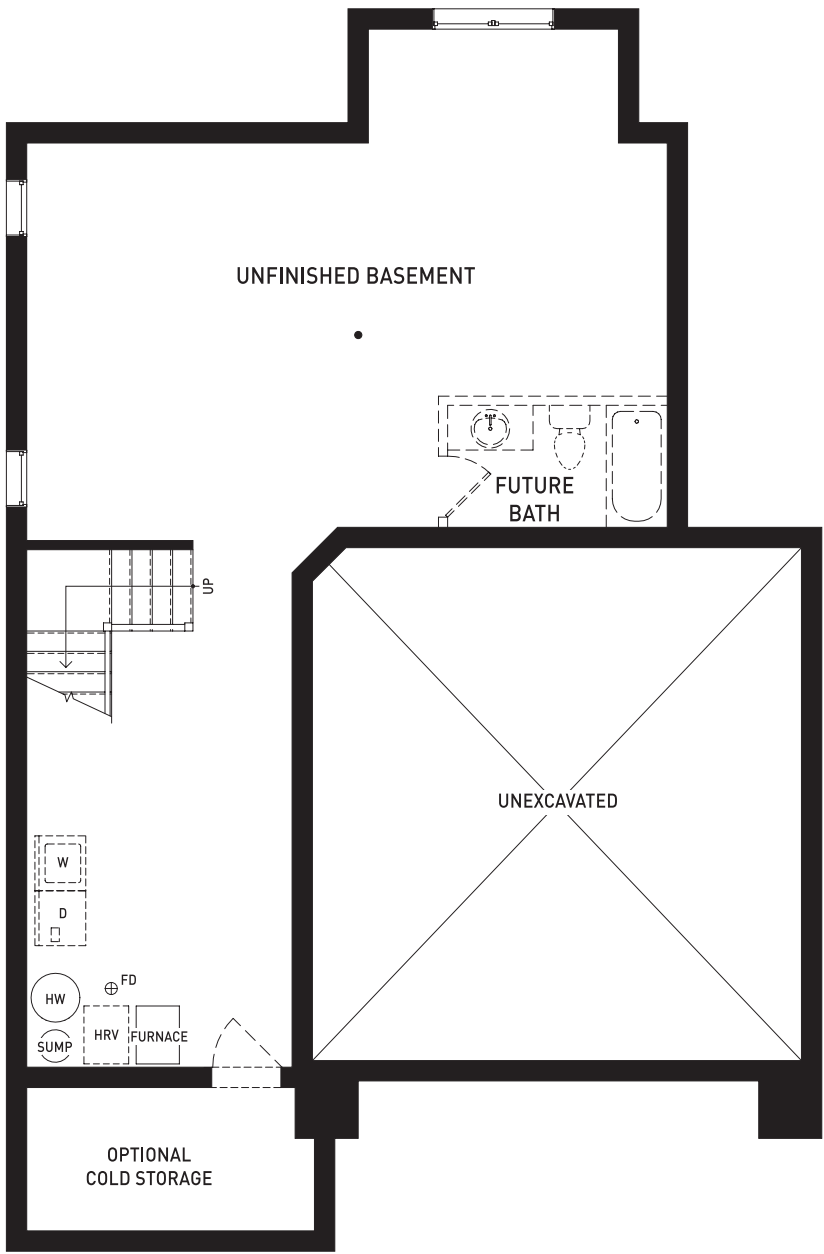 UNFINISHED BASEMENT
FUTURE
BATH
UP
UNEXCAVATED
W
D
FD
HW
HRV
FURNACE
SUMP
OPTIONAL
COLD STORAGE